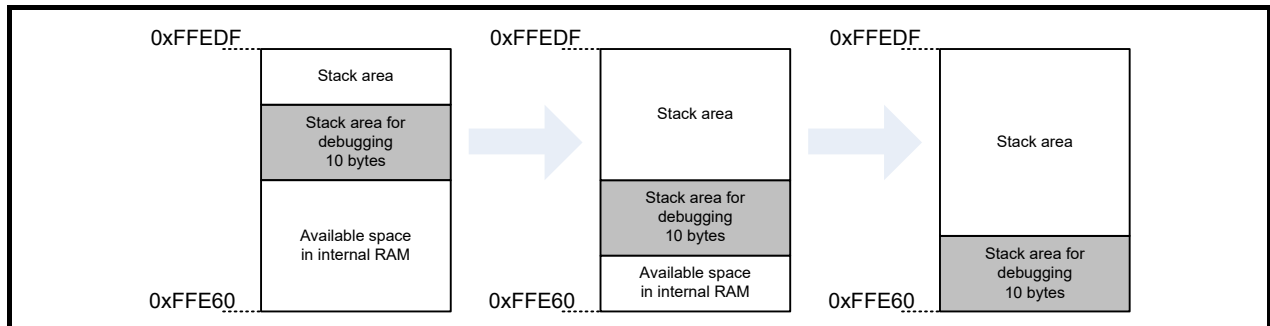 0xFFEDF
Stack area
Stack area for
debugging
10 bytes
Available space
in internal RAM
0xFFE60
0xFFEDF
Stack area
Stack area for
debugging
10 bytes
Available space
in internal RAM
0xFFE60
0xFFEDF
Stack area
Stack area for
debugging
10 bytes
0xFFE60